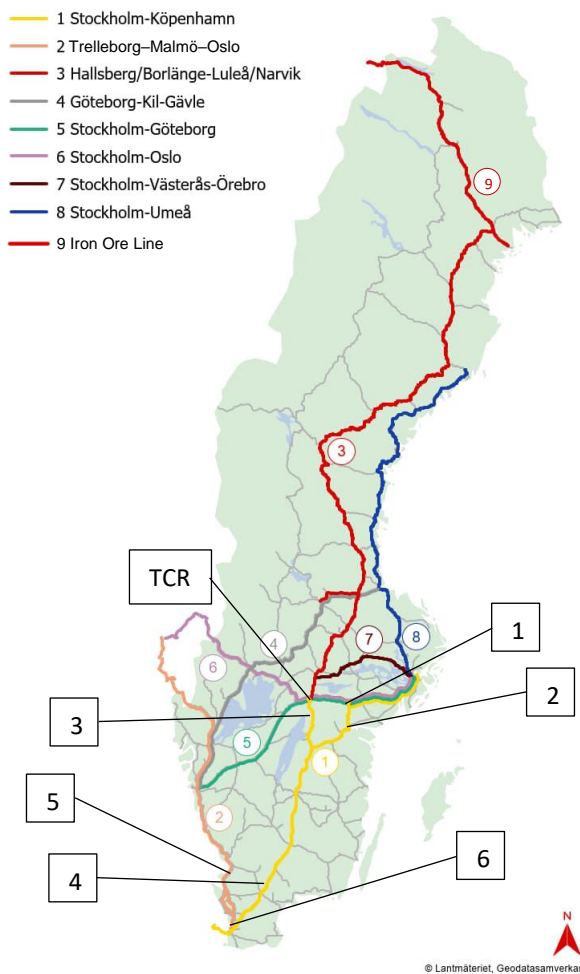 1 Stockholm-Köpenhamn
2 Trelleborg–Malmö–Oslo
3 Hallsberg/Borlänge-Luleå/Narvik
4 Göteborg-Kil-Gävle
5 Stockholm-Göteborg
6 Stockholm-Oslo
7 Stockholm-Västerås-Örebro
8 Stockholm-Umeå
9 Iron Ore Line
9
3
TCR
4
7
8
1
6
2
3
5
1
5
2
6
4
N
© Lantmäteriet, Geodatasamverka